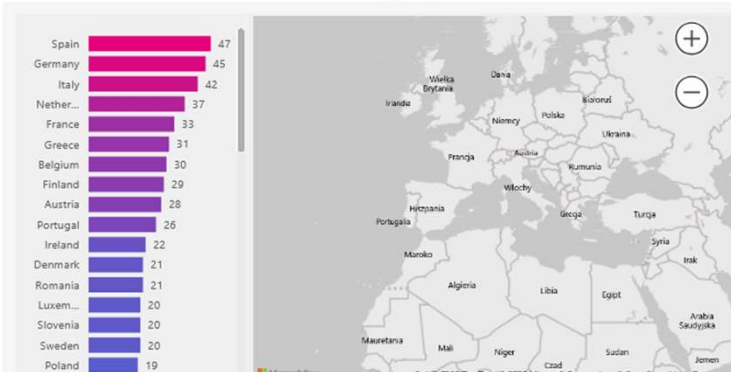 Spain 47
Germany 45
Italy 42
Nether... 37
France 33
Greece 31
Belgium 30
Finland 29
Austria 28
Portugal 26
Ireland 22
Denmark 21
Romania 21
Luxem... 20
Slovenia 20
Sweden 20
Poland 19
Wielka
Brytania
Dania
Irlandia
Białoruś
Polska
Niemcy
Ukraina
Francja
Austria
Rumunia
Włochy
Hiszpania
Portugalia
Grecja
Turcja
Syria
Maroko
Irak
Algieria
Libia
Egipt
Arabia
Saudyjska
Mauretania
Mali
Niger
Sudan
Czad
Jemen